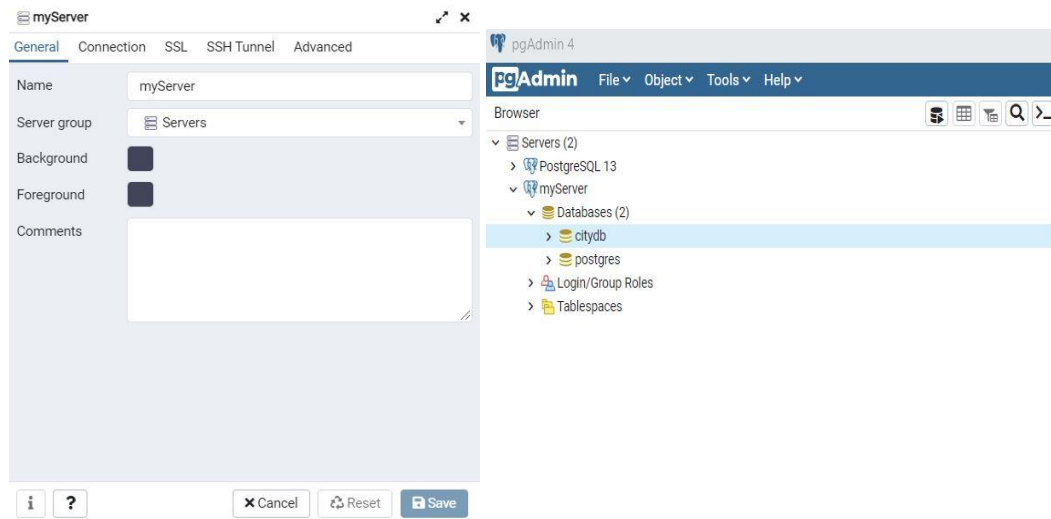 myServer
General Connection SSL SSH Tunnel Advanced
Name myServer
Server group Servers
Background
Foreground
Comments
i ? Cancel Reset Save
pgAdmin 4
pgAdmin File Object Tools Help
Browser
Servers (2)
PostgreSQL 13
myServer
Databases (2)
citydb
postgres
Login/Group Roles
Tablespaces